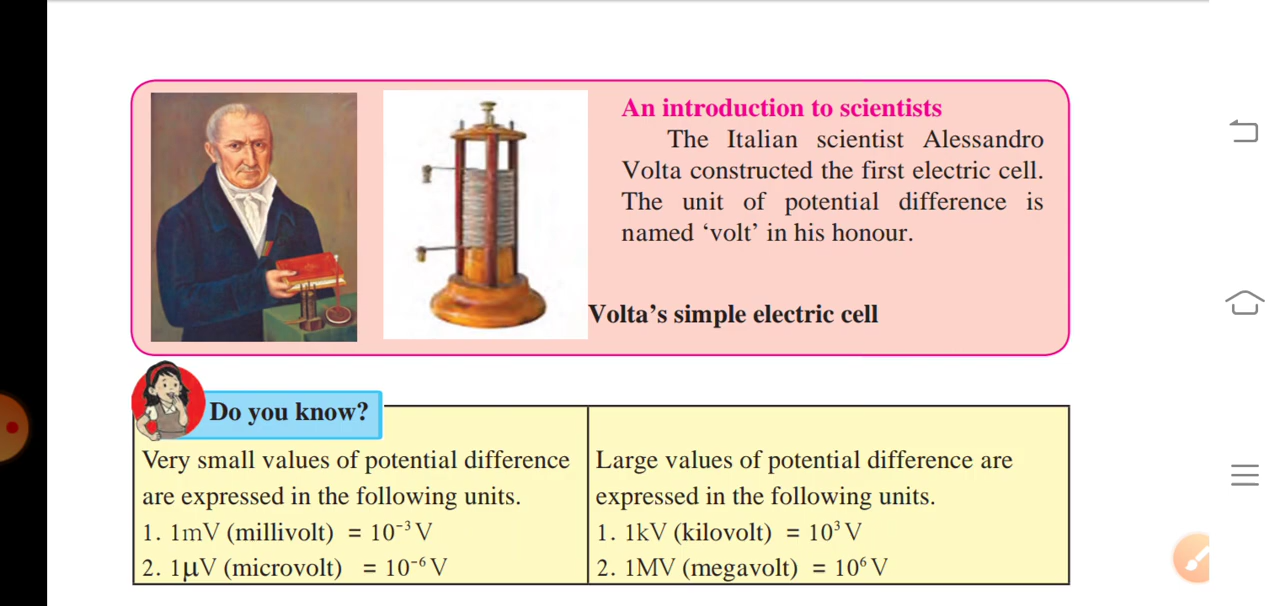 An introduction to scientists
The Italian scientist Alessandro
Volta constructed the first electric cell.
The unit of potential difference is
named ‘volt’ in his honour.
Volta’s simple electric cell
Do you know?
Very small values of potential difference
are expressed in the following units.
1. 1mV (millivolt) = 10⁻³ V
2. 1µV (microvolt) = 10⁻⁶ V
Large values of potential difference are
expressed in the following units.
1. 1kV (kilovolt) = 10³ V
2. 1MV (megavolt) = 10⁶ V